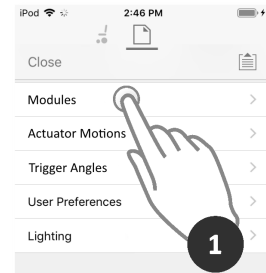 iPod 2:46 PM
Close
Modules
Actuator Motions
Trigger Angles
User Preferences
Lighting
1